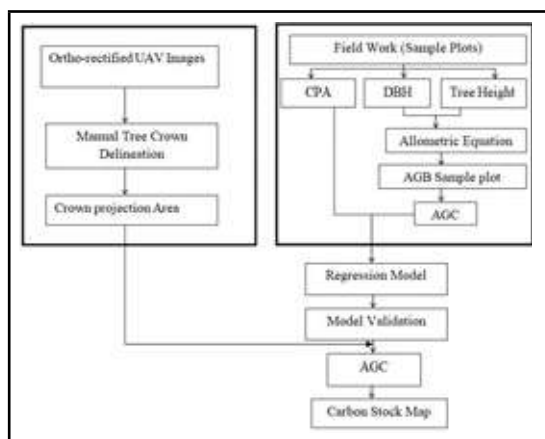 Ortho-rectified UAV Images
Manual Tree Crown
Delineation
Crown projection Area
Field Work (Sample Plots)
CPA
DBH
Tree Height
Allometric Equation
AGB Sample plot
AGC
Regression Model
Model Validation
AGC
Carbon Stock Map